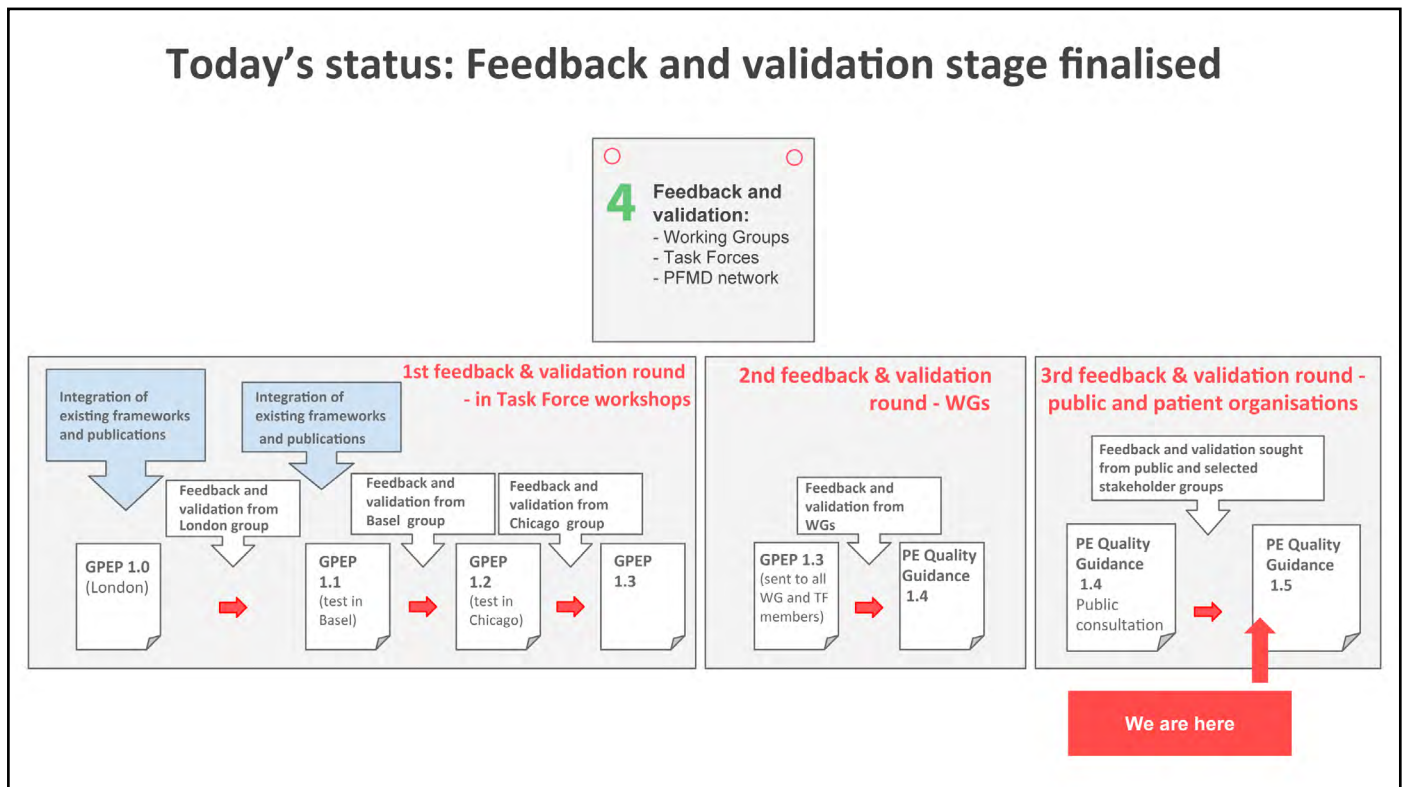 Today's status: Feedback and validation stage finalised
4
Feedback and
validation:
- Working Groups
- Task Forces
- PFMD network
1st feedback & validation round
- in Task Force workshops
Integration of
existing frameworks
and publications
Integration of
existing frameworks
and publications
Feedback and
validation from
London group
Feedback and
validation from
Basel group
Feedback and
validation from
Chicago group
GPEP 1.0
(London)
GPEP
1.1
(test in
Basel)
GPEP
1.2
(test in
Chicago)
GPEP
1.3
2nd feedback & validation
round - WGs
Feedback and
validation from
WGs
GPEP 1.3
(sent to all
WG and TF
members)
PE Quality
Guidance
1.4
3rd feedback & validation round -
public and patient organisations
Feedback and validation sought
from public and selected
stakeholder groups
PE Quality
Guidance
1.4
Public
consultation
PE Quality
Guidance
1.5
We are here